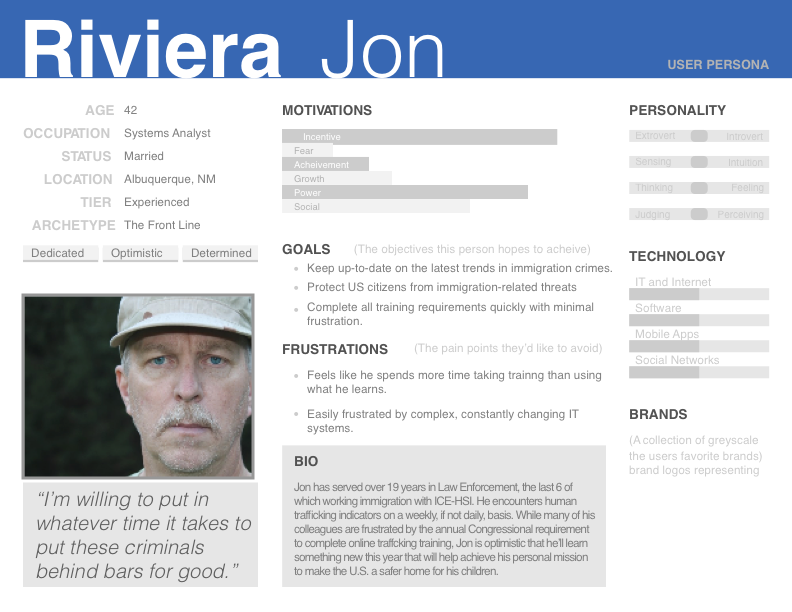 Riviera Jon
USER PERSONA
AGE 42
OCCUPATION Systems Analyst
STATUS Married
LOCATION Albuquerque, NM
TIER Experienced
ARCHETYPE The Front Line
Dedicated Optimistic Determined
“I’m willing to put in
whatever time it takes to
put these criminals
behind bars for good.”
MOTIVATIONS
Incentive
Fear
Acheivement
Growth
Power
Social
GOALS (The objectives this person hopes to acheive)
• Keep up-to-date on the latest trends in immigration crimes.
• Protect US citizens from immigration-related threats
• Complete all training requirements quickly with minimal
frustration.
FRUSTRATIONS (The pain points they’d like to avoid)
• Feels like he spends more time taking trainng than using
what he learns.
• Easily frustrated by complex, constantly changing IT
systems.
BIO
Jon has served over 19 years in Law Enforcement, the last 6 of
which working immigration with ICE-HSI. He encounters human
trafficking indicators on a weekly, if not daily, basis. While many of his
colleagues are frustrated by the annual Congressional requirement
to complete online traffcking training, Jon is optimistic that he’ll learn
something new this year that will help achieve his personal mission
to make the U.S. a safer home for his children.
PERSONALITY
Extrovert Introvert
Sensing Intuition
Thinking Feeling
Judging Perceiving
TECHNOLOGY
IT and Internet
Software
Mobile Apps
Social Networks
BRANDS
(A collection of greyscale
the users favorite brands)
brand logos representing